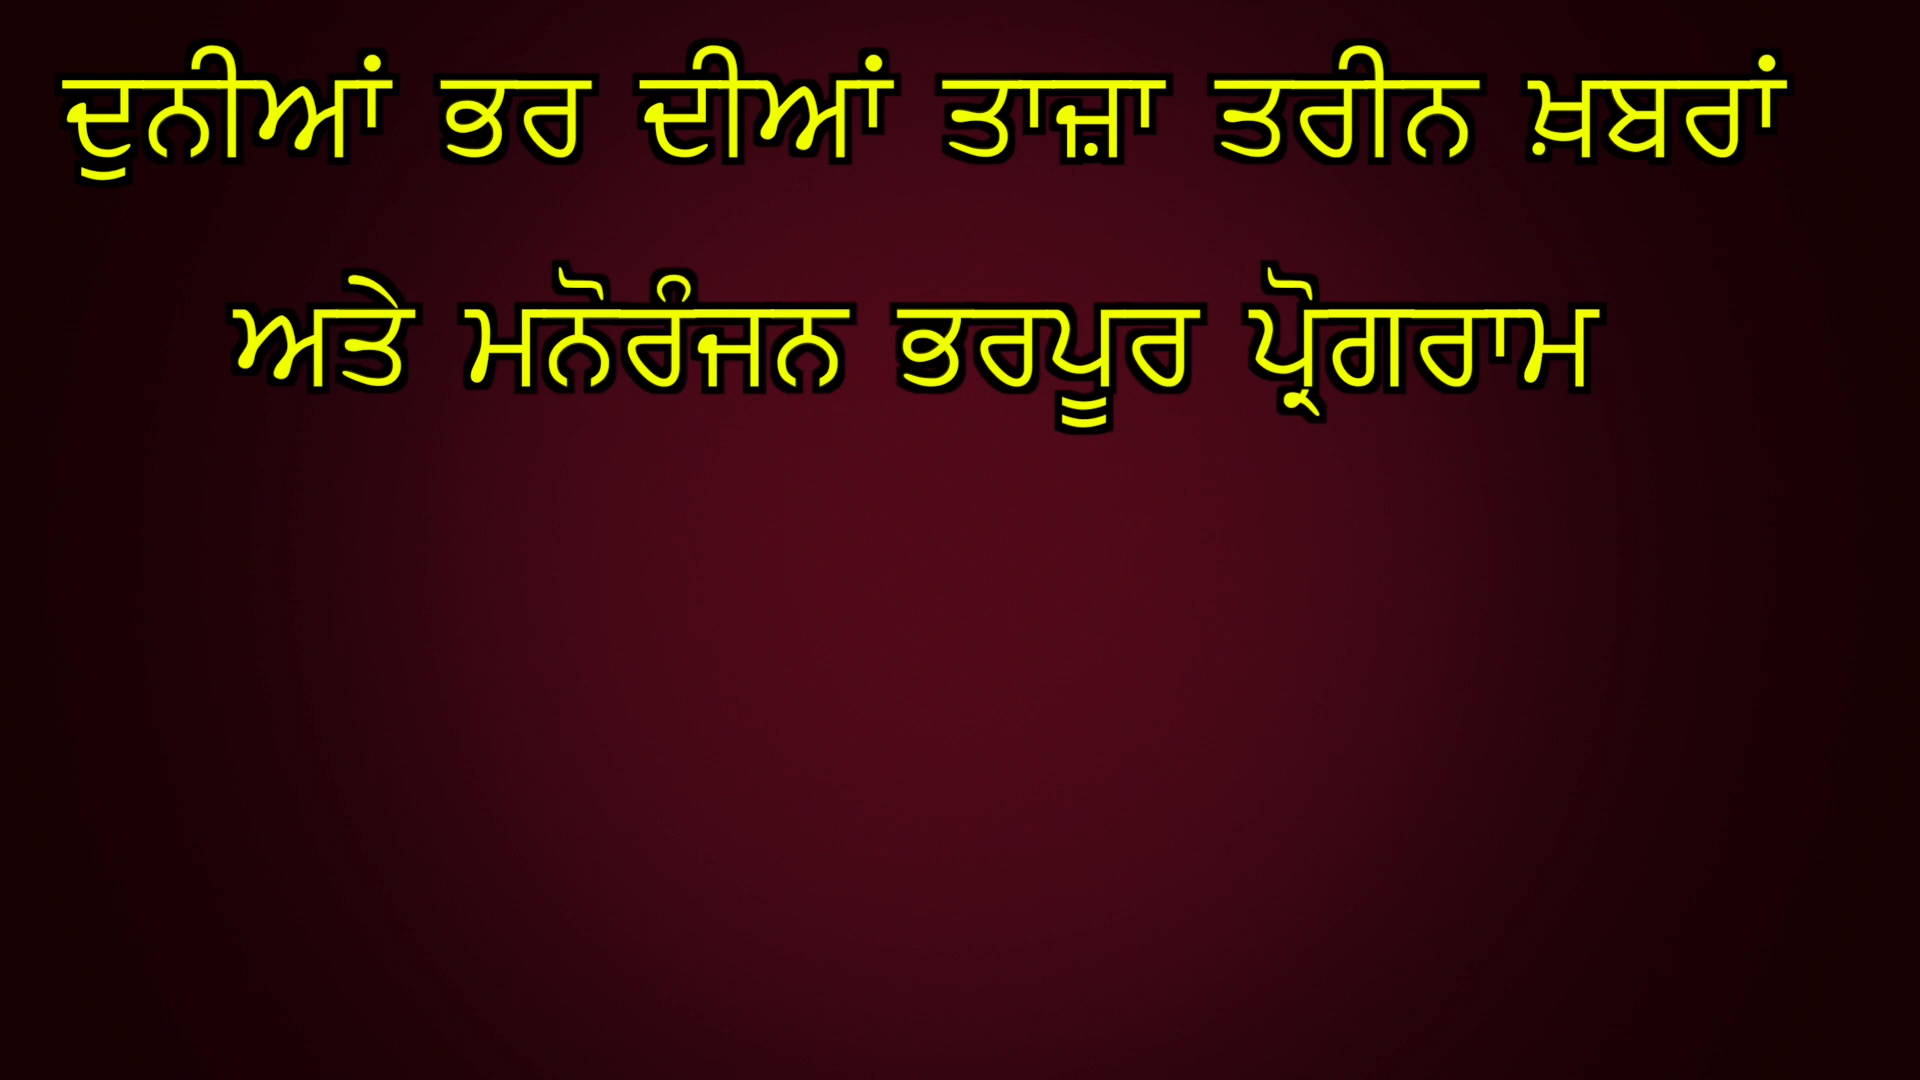 ਦੁਨੀਆਂ ਭਰ ਦੀਆਂ ਤਾਜ਼ਾ ਤਰੀਨ ਖ਼ਬਰਾਂ
ਅਤੇ ਮਨੋਰੰਜਨ ਭਰਪੂਰ ਪ੍ਰੋਗਰਾਮ